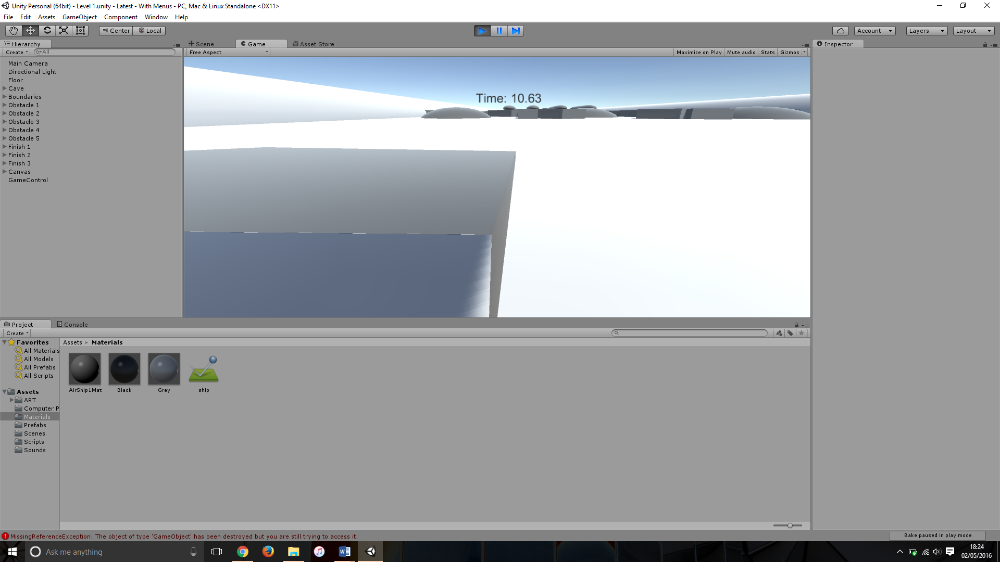 Unity Personal (64bit) - Level 1.unity - Latest - With Menus - PC, Mac & Linux Standalone <DX11>
File Edit Assets GameObject Component Window Help
Center Local Account Layers Layout
Hierarchy
Create All
Main Camera
Directional Light
Floor
Cave
Boundaries
Obstacle 1
Obstacle 2
Obstacle 3
Obstacle 4
Obstacle 5
Finish 1
Finish 2
Finish 3
Canvas
GameControl
Scene Game Asset Store
Free Aspect Maximize on Play Mute audio Stats Gizmos
Time: 10.63
Inspector
Project Console
Create
Favorites
All Materials
All Models
All Prefabs
All Scripts
Assets
ART
Computer P
Materials
Prefabs
Scenes
Scripts
Sounds
Assets Materials
AirShip1Mat Black Grey ship
MissingReferenceException: The object of type 'GameObject' has been destroyed but you are still trying to access it.
Bake paused in play mode
Ask me anything
18:24
02/05/2016